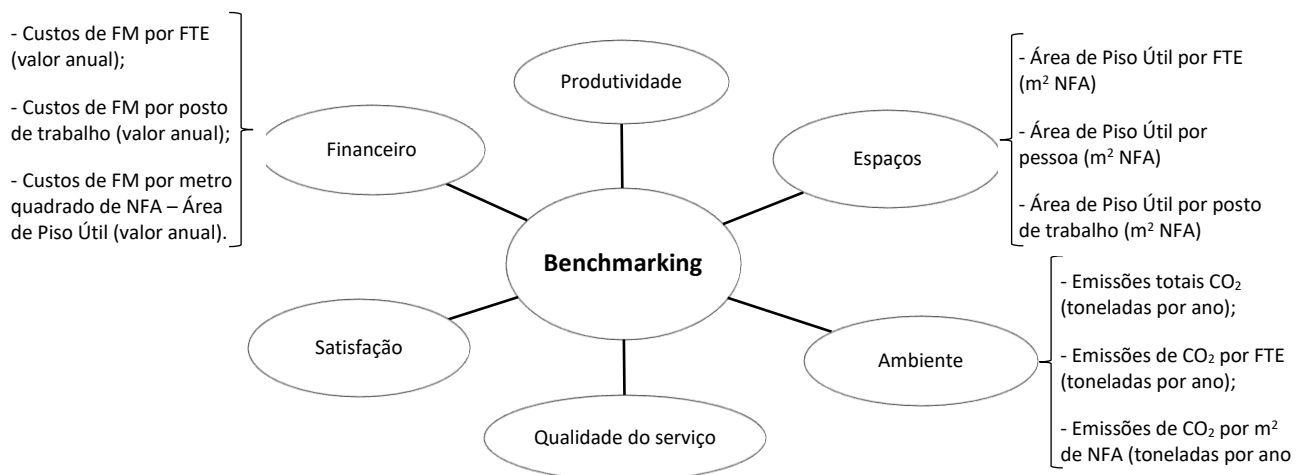 - Custos de FM por FTE
(valor anual);
- Custos de FM por posto
de trabalho (valor anual);
- Custos de FM por metro
quadrado de NFA – Área
de Piso Útil (valor anual).
Produtividade
Financeiro
Espaços
- Área de Piso Útil por FTE
(m² NFA)
- Área de Piso Útil por
pessoa (m² NFA)
- Área de Piso Útil por posto
de trabalho (m² NFA)
Benchmarking
Satisfação
Ambiente
Qualidade do serviço
- Emissões totais CO₂
(toneladas por ano);
- Emissões de CO₂ por FTE
(toneladas por ano);
- Emissões de CO₂ por m²
de NFA (toneladas por ano